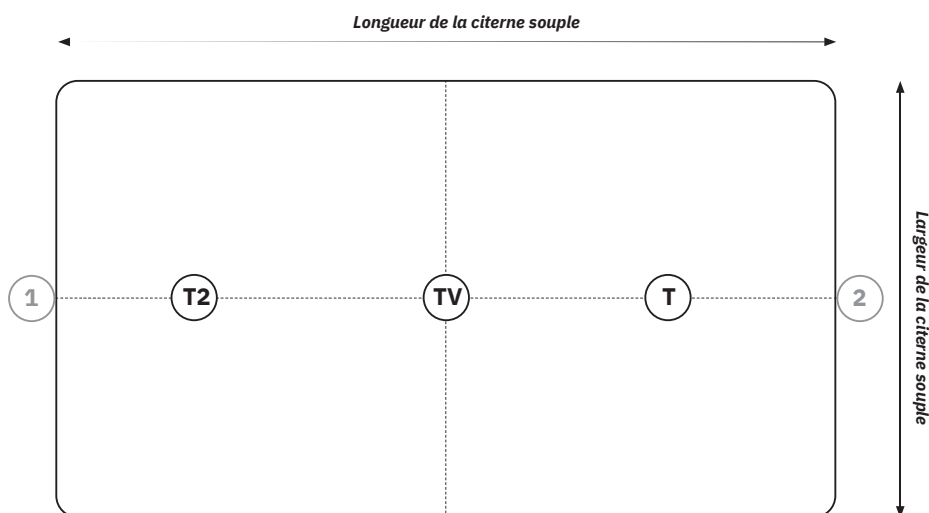 Longueur de la citerne souple
1
T2
TV
T
2
Largeur de la citerne souple